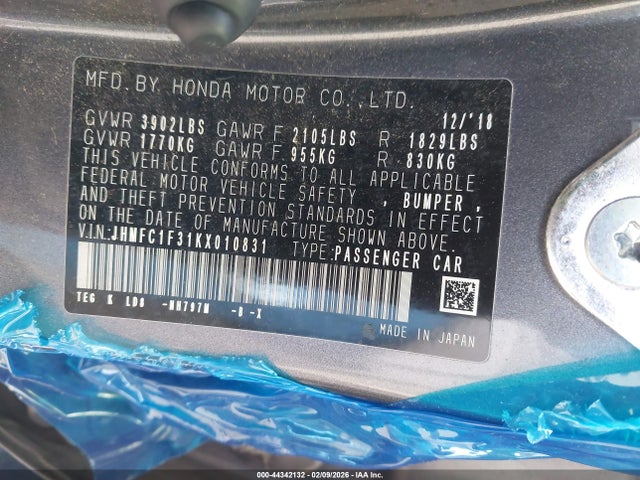 MFD.BY HONDA MOTOR CO.,LTD. 12/'18
GVWR 3902LBS GAWR F 2105LBS R 1829LBS
GVWR 1770KG GAWR F 955KG R 830KG
THIS VEHICLE CONFORMS TO ALL APPLICABLE
FEDERAL MOTOR VEHICLE SAFETY , BUMPER ,
AND THEFT PREVENTION STANDARDS IN EFFECT
ON THE DATE OF MANUFACTURE SHOWN ABOVE.
V.I.N:JHMFC1F31KX010831 TYPE:PASSENGER CAR
TEG K LDS -NH797M -B -X
MADE IN JAPAN
000-44342132 - 02/09/2026 - IAA Inc.